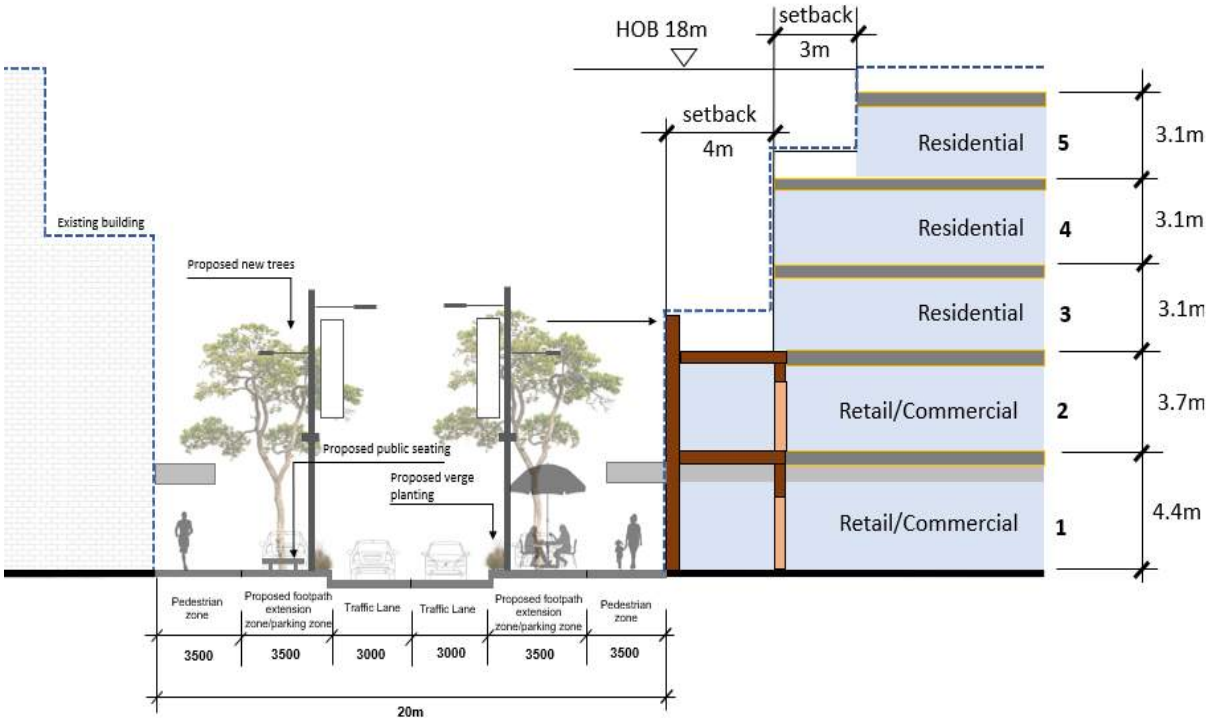 setback
3m
HOB 18m
setback
4m
Residential 5 3.1m
Residential 4 3.1m
Residential 3 3.1m
Retail/Commercial 2 3.7m
Retail/Commercial 1 4.4m
Existing building
Proposed new trees
Proposed public seating
Proposed verge
planting
Pedestrian
zone
Proposed footpath
extension
zone/parking zone
Traffic Lane
Traffic Lane
Proposed footpath
extension
zone/parking zone
Pedestrian
zone
3500 3500 3000 3000 3500 3500
20m